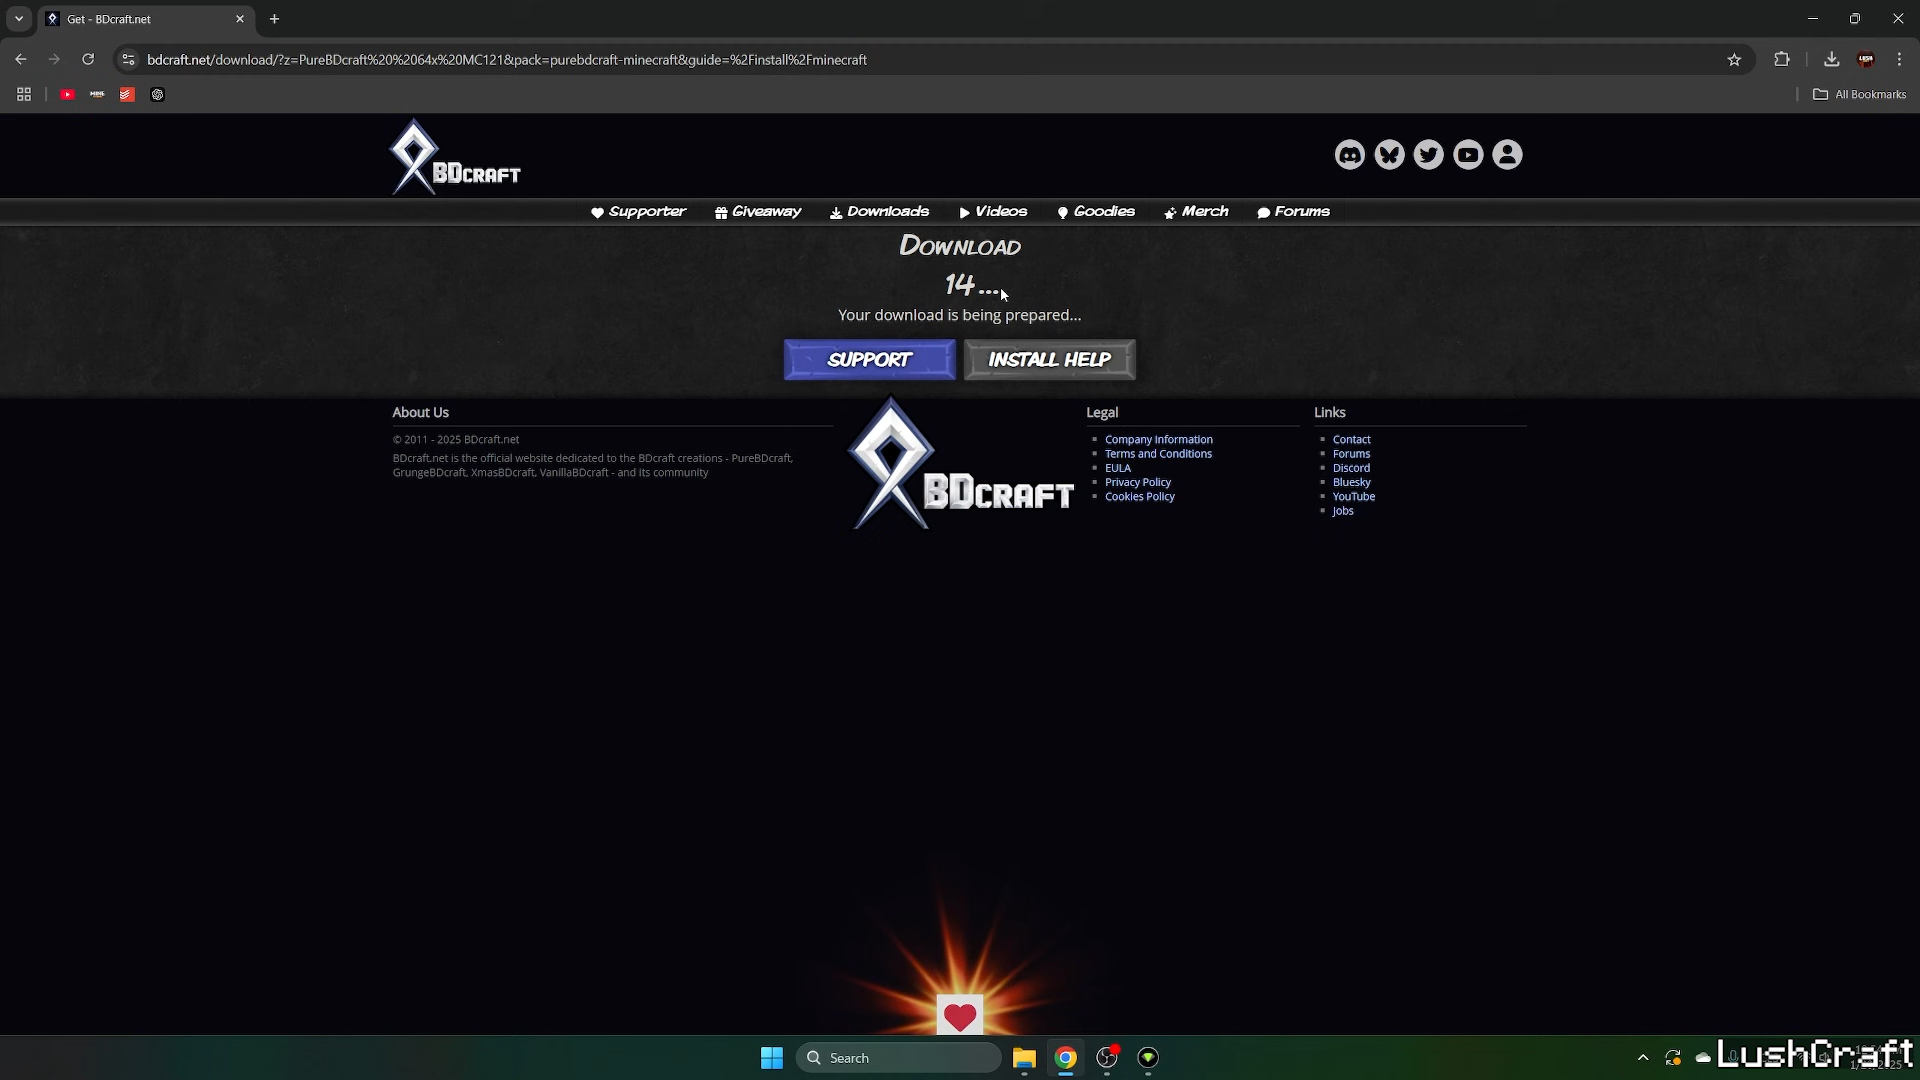 Get - BDcraft.net
bdcraft.net/download/?z=PureBDcraft%20%2064x%20MC121&pack=purebdcraft-minecraft&guide=%2Finstall%2Fminecraft
All Bookmarks
BDCRAFT
Supporter
Giveaway
Downloads
Videos
Goodies
Merch
Forums
DOWNLOAD
14 ...
Your download is being prepared...
SUPPORT
INSTALL HELP
About Us
© 2011 - 2025 BDcraft.net
BDcraft.net is the official website dedicated to the BDcraft creations - PureBDcraft,
GrungeBDcraft, XmasBDcraft, VanillaBDcraft - and its community
BDCRAFT
Legal
Company Information
Terms and Conditions
EULA
Privacy Policy
Cookies Policy
Links
Contact
Forums
Discord
Bluesky
YouTube
Jobs
Search
LushCraft